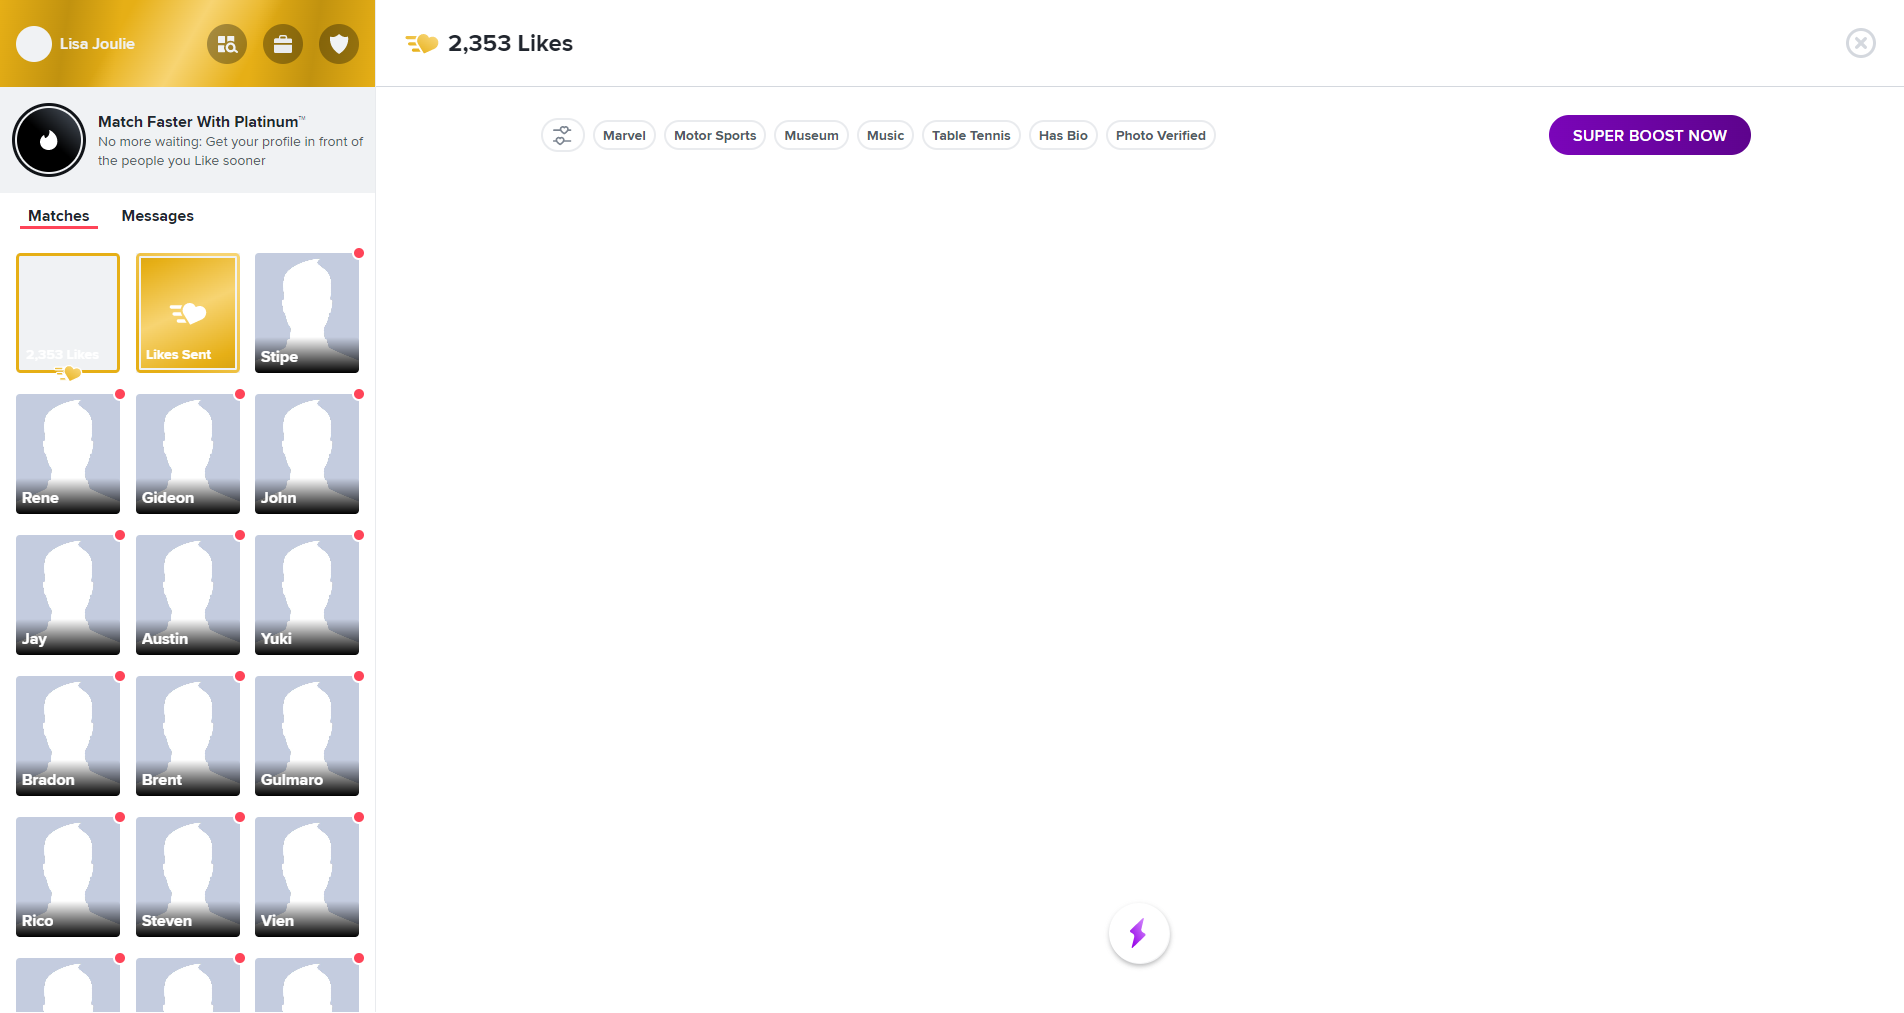 Lisa Joulie
Match Faster With Platinum™
No more waiting: Get your profile in front of
the people you Like sooner
Matches
Messages
2,353 Likes
Likes Sent
Stipe
Rene
Gideon
John
Jay
Austin
Yuki
Bradon
Brent
Gulmaro
Rico
Steven
Vien
2,353 Likes
Marvel
Motor Sports
Museum
Music
Table Tennis
Has Bio
Photo Verified
SUPER BOOST NOW